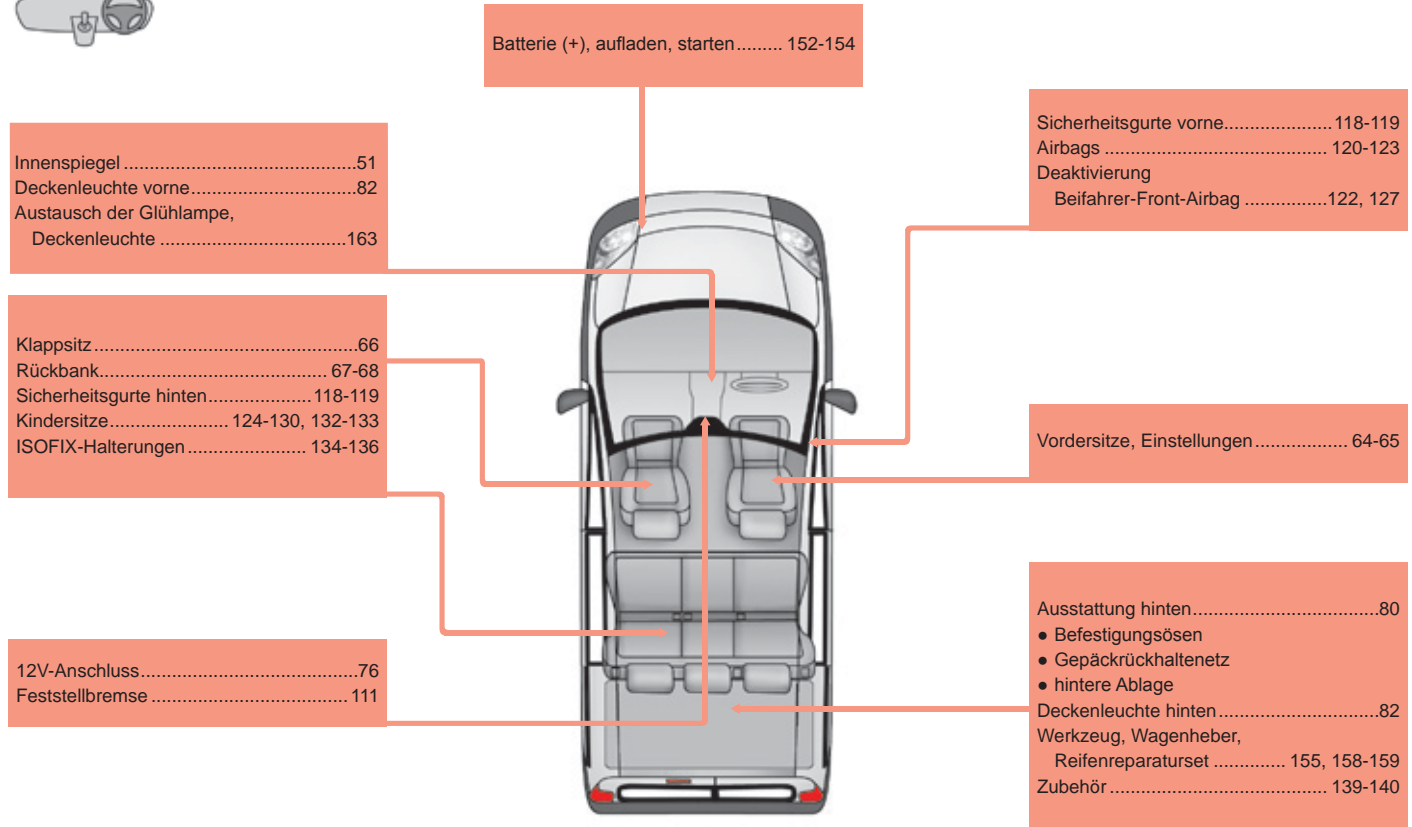 Batterie (+), aufladen, starten......... 152-154
Innenspiegel ................................................51
Deckenleuchte vorne..................................82
Austausch der Glühlampe,
Deckenleuchte .....................................163
Klappsitz.....................................................66
Rückbank.............................................. 67-68
Sicherheitsgurte hinten.......................118-119
Kindersitze........................ 124-130, 132-133
ISOFIX-Halterungen ........................ 134-136
12V-Anschluss............................................76
Feststellbremse ....................................... 111
Sicherheitsgurte vorne......................118-119
Airbags ............................................. 120-123
Deaktivierung
Beifahrer-Front-Airbag .................122, 127
Vordersitze, Einstellungen................... 64-65
Ausstattung hinten......................................80
● Befestigungsösen
● Gepäckrückhaltenetz
● hintere Ablage
Deckenleuchte hinten.................................82
Werkzeug, Wagenheber,
Reifenreparaturset ............... 155, 158-159
Zubehör............................................ 139-140